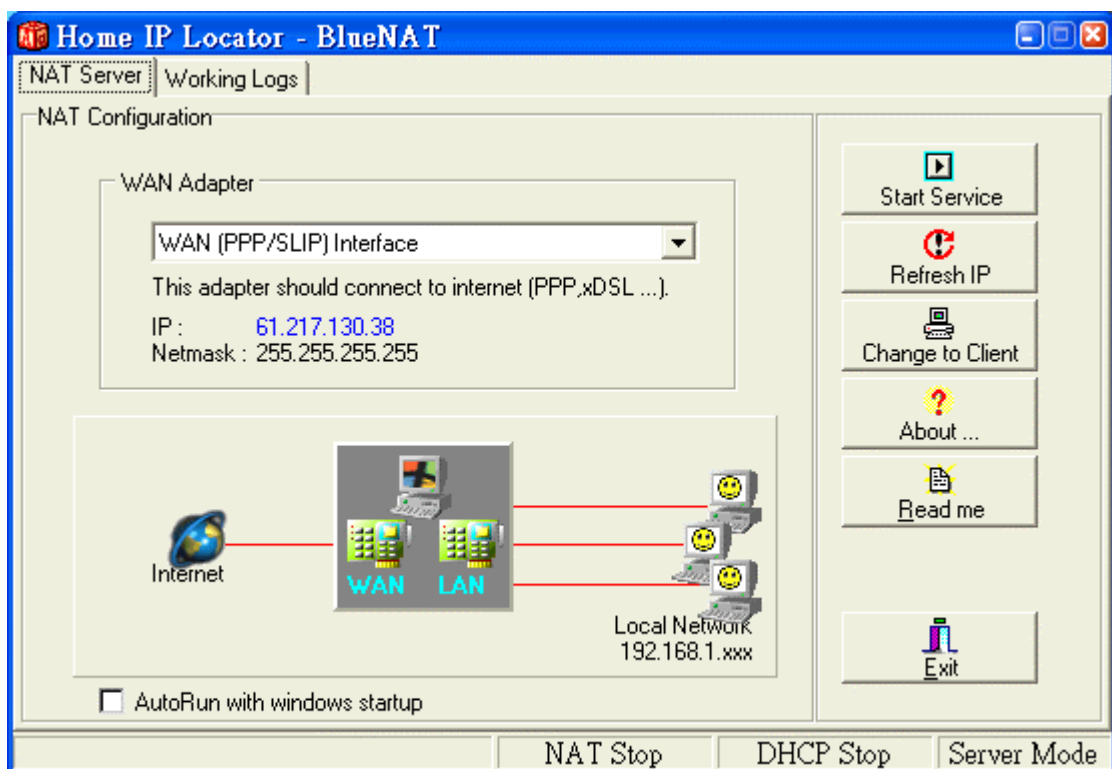 Home IP Locator - BlueNAT
NAT Server
Working Logs
NAT Configuration
WAN Adapter
WAN (PPP/SLIP) Interface
This adapter should connect to internet (PPP,xDSL ...).
IP : 61.217.130.38
Netmask : 255.255.255.255
Internet
WAN LAN
Local Network
192.168.1.xxx
AutoRun with windows startup
Start Service
Refresh IP
Change to Client
About ...
Read me
Exit
NAT Stop
DHCP Stop
Server Mode